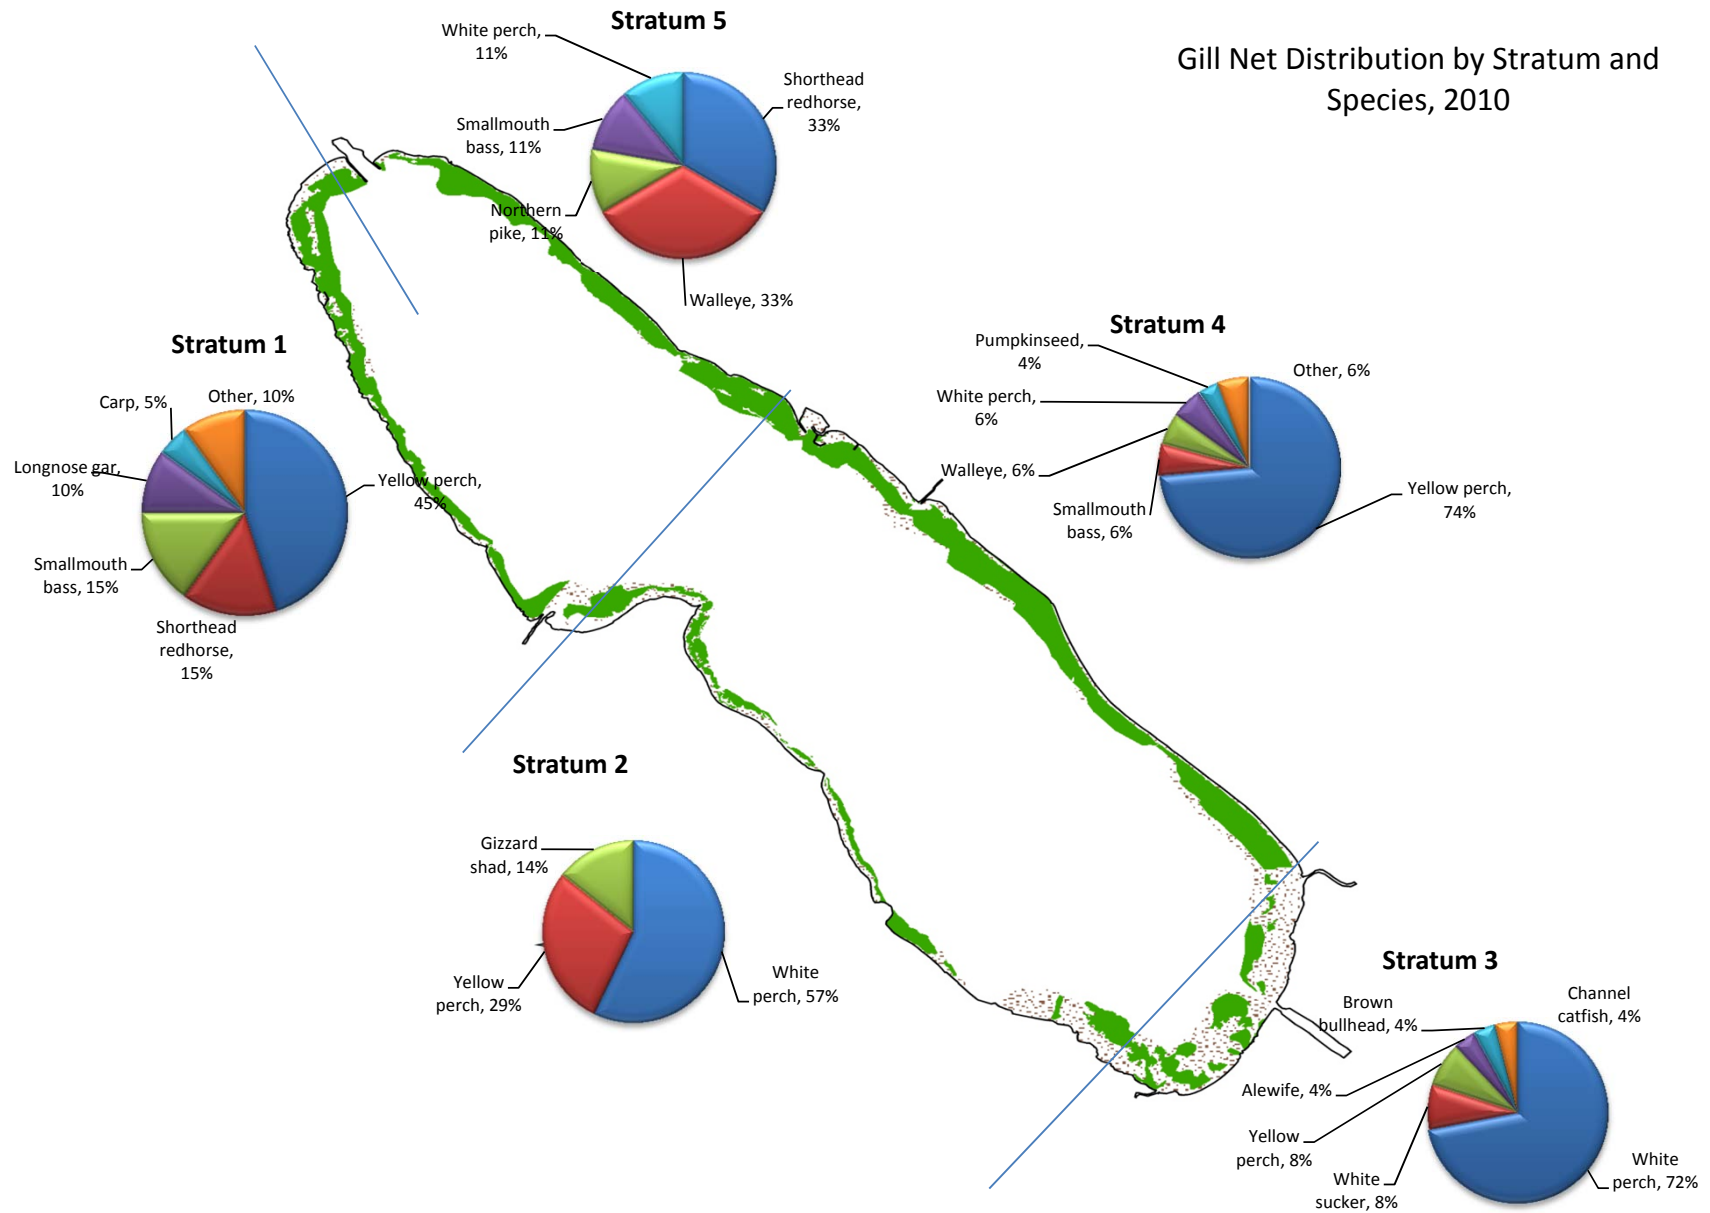 Gill Net Distribution by Stratum and
Species, 2010
Stratum 5
White perch,
11%
Shorthead
redhorse,
33%
Smallmouth
bass, 11%
Northern
pike, 11%
Walleye, 33%
Stratum 4
Pumpkinseed,
4%
Other, 6%
White perch,
6%
Walleye, 6%
Smallmouth
bass, 6%
Yellow perch,
74%
Stratum 1
Carp, 5%
Other, 10%
Longnose gar,
10%
Yellow perch,
45%
Smallmouth
bass, 15%
Shorthead
redhorse,
15%
Stratum 2
Gizzard
shad, 14%
Yellow
perch, 29%
White
perch, 57%
Stratum 3
Brown
bullhead, 4%
Channel
catfish, 4%
Alewife, 4%
Yellow
perch, 8%
White
sucker, 8%
White
perch, 72%